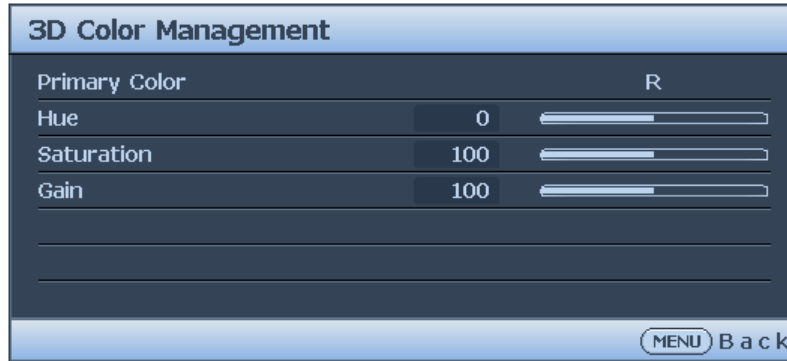 3D Color Management
Primary Color R
Hue 0
Saturation 100
Gain 100
MENU Back